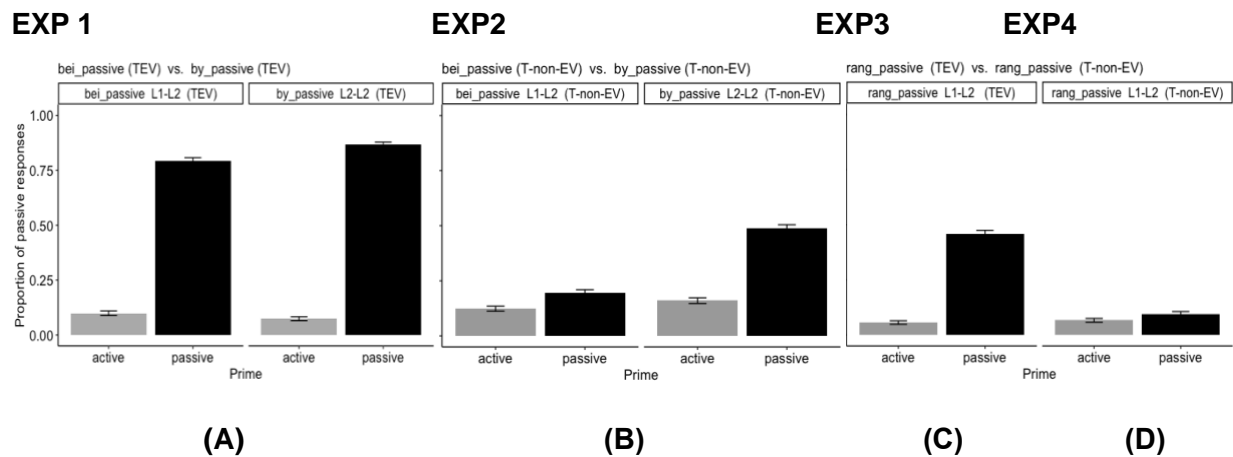 EXP 1 EXP2 EXP3 EXP4
bei_passive (TEV) vs. by_passive (TEV) bei_passive (T-non-EV) vs. by_passive (T-non-EV) rang_passive (TEV) vs. rang_passive (T-non-EV)
bei_passive L1-L2 (TEV) by_passive L2-L2 (TEV) bei_passive L1-L2 (T-non-EV) by_passive L2-L2 (T-non-EV) rang_passive L1-L2 (TEV) rang_passive L1-L2 (T-non-EV)
Proportion of passive responses
1.00
0.75
0.50
0.25
0.00
active passive active passive active passive active passive active passive active passive
Prime Prime Prime
(A) (B) (C) (D)